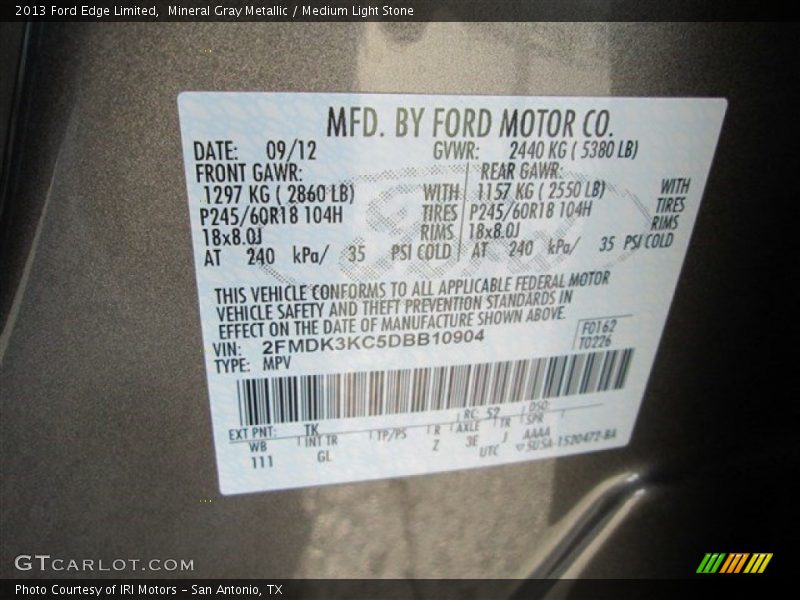 2013 Ford Edge Limited,  Mineral Gray Metallic / Medium Light Stone
MFD. BY FORD MOTOR CO.
DATE: 09/12 GVWR: 2440 KG ( 5380 LB)
FRONT GAWR: REAR GAWR:
1297 KG ( 2860 LB) WITH 1157 KG ( 2550 LB) WITH
P245/60R18 104H TIRES P245/60R18 104H TIRES
18x8.0J RIMS 18x8.0J RIMS
AT 240 kPa/ 35 PSI COLD AT 240 kPa/ 35 PSI COLD
THIS VEHICLE CONFORMS TO ALL APPLICABLE FEDERAL MOTOR
VEHICLE SAFETY AND THEFT PREVENTION STANDARDS IN
EFFECT ON THE DATE OF MANUFACTURE SHOWN ABOVE.
VIN: 2FMDK3KC5DBB10904 F0162
TYPE: MPV T0226
RC: 52 DSO:
EXT PNT: TK
WB INT TR TP/PS R AXLE TR SPR
111 GL Z 3E J AAAA
UTC 5U5A-1520472-BA
GTCARLOT.COM
Photo Courtesy of IRI Motors – San Antonio, TX